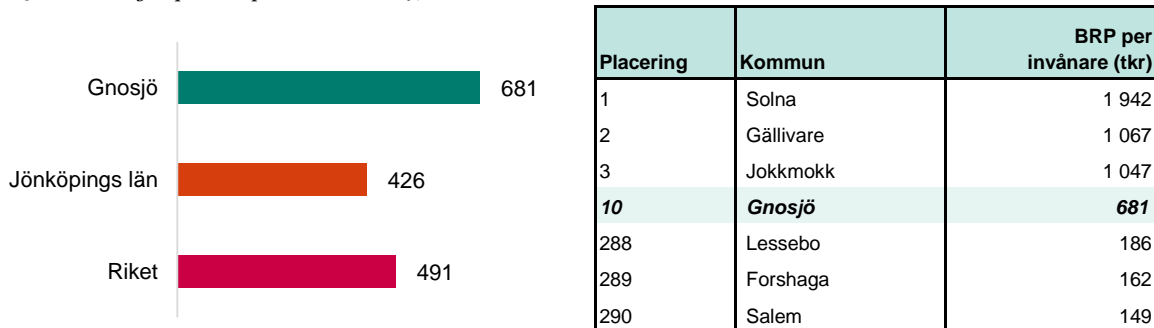 Gnosjö 681
Jönköpings län 426
Riket 491
Placering Kommun BRP per invånare (tkr)
1 Solna 1 942
2 Gällivare 1 067
3 Jokkmokk 1 047
10 Gnosjö 681
288 Lessebo 186
289 Forshaga 162
290 Salem 149